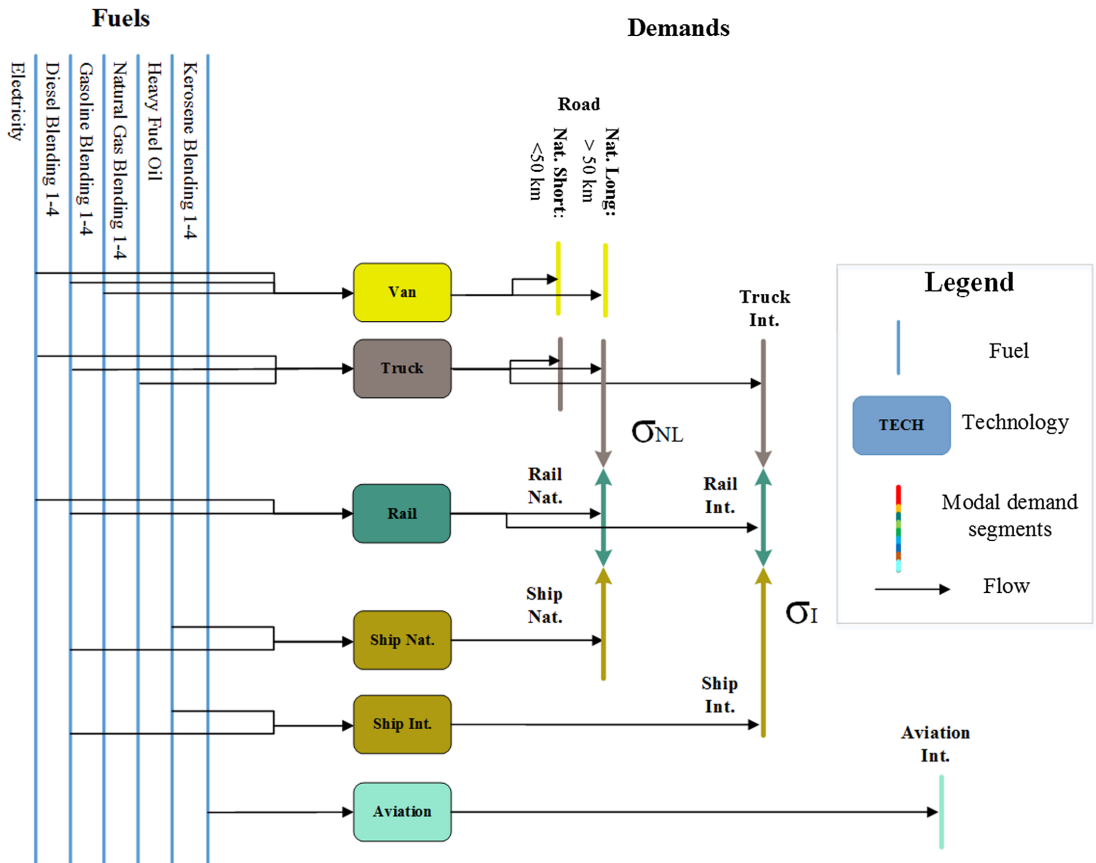 Fuels
Demands
Electricity
Diesel Blending 1-4
Gasoline Blending 1-4
Natural Gas Blending 1-4
Heavy Fuel Oil
Kerosene Blending 1-4
Road
Nat. Short:
<50 km
Nat. Long:
> 50 km
Van
Truck
Int.
Truck
σNL
Rail
Nat.
Rail
Int.
Rail
Ship
Nat.
Ship Nat.
σI
Ship
Int.
Ship Int.
Aviation
Int.
Aviation
Legend
Fuel
TECH
Technology
Modal demand
segments
Flow